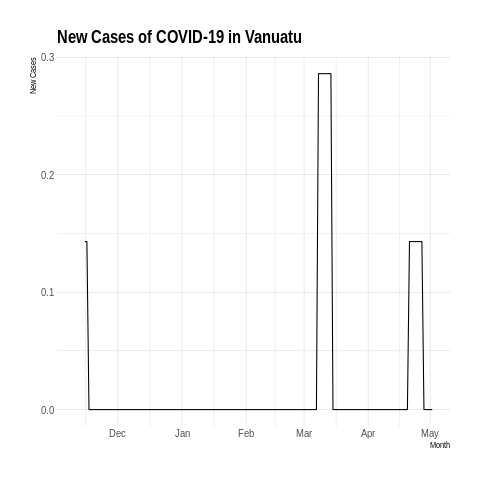 New Cases of COVID-19 in Vanuatu
New Cases
0.3
0.2
0.1
0.0
Dec Jan Feb Mar Apr May
Month